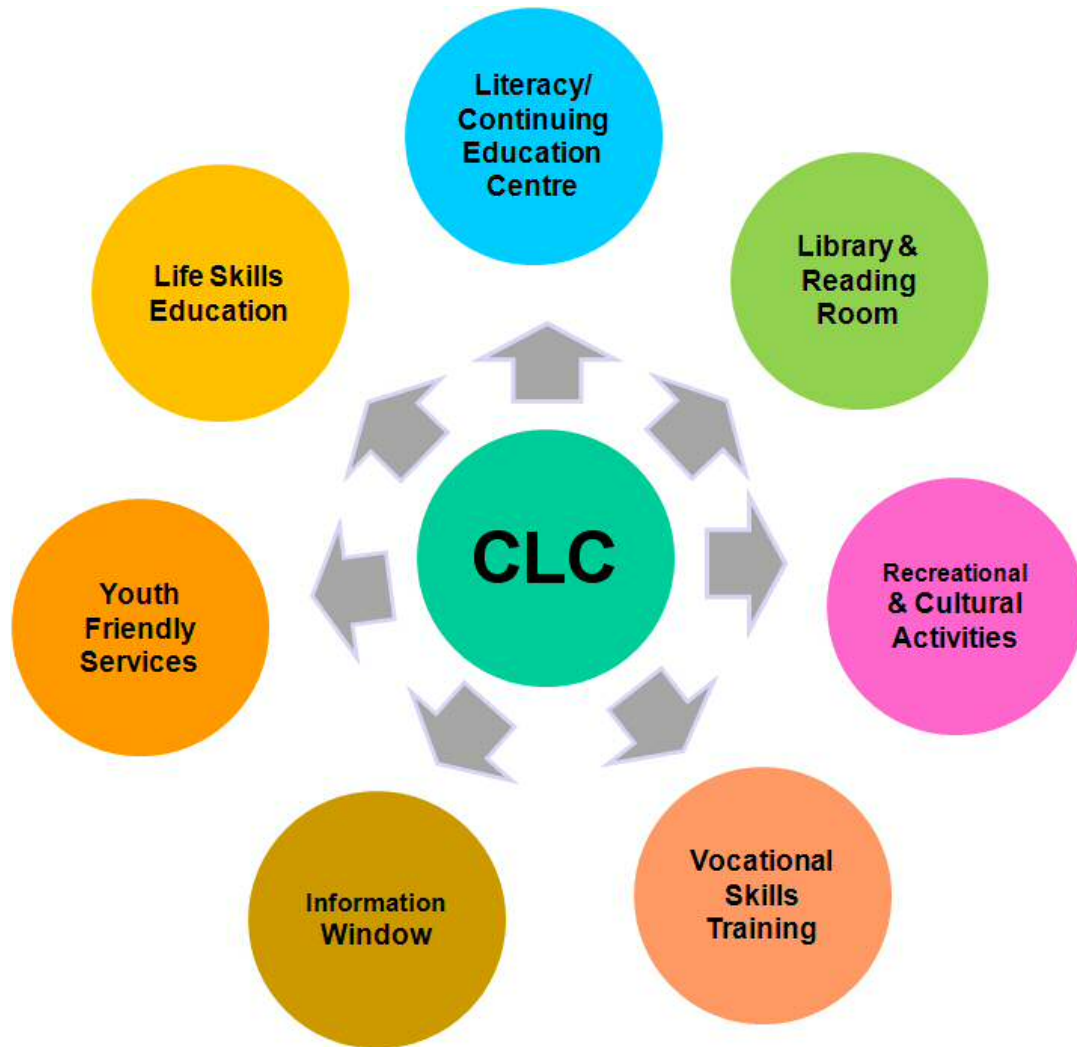 Literacy/
Continuing
Education
Centre
Library &
Reading
Room
Recreational
& Cultural
Activities
Vocational
Skills
Training
Information
Window
Youth
Friendly
Services
Life Skills
Education
CLC